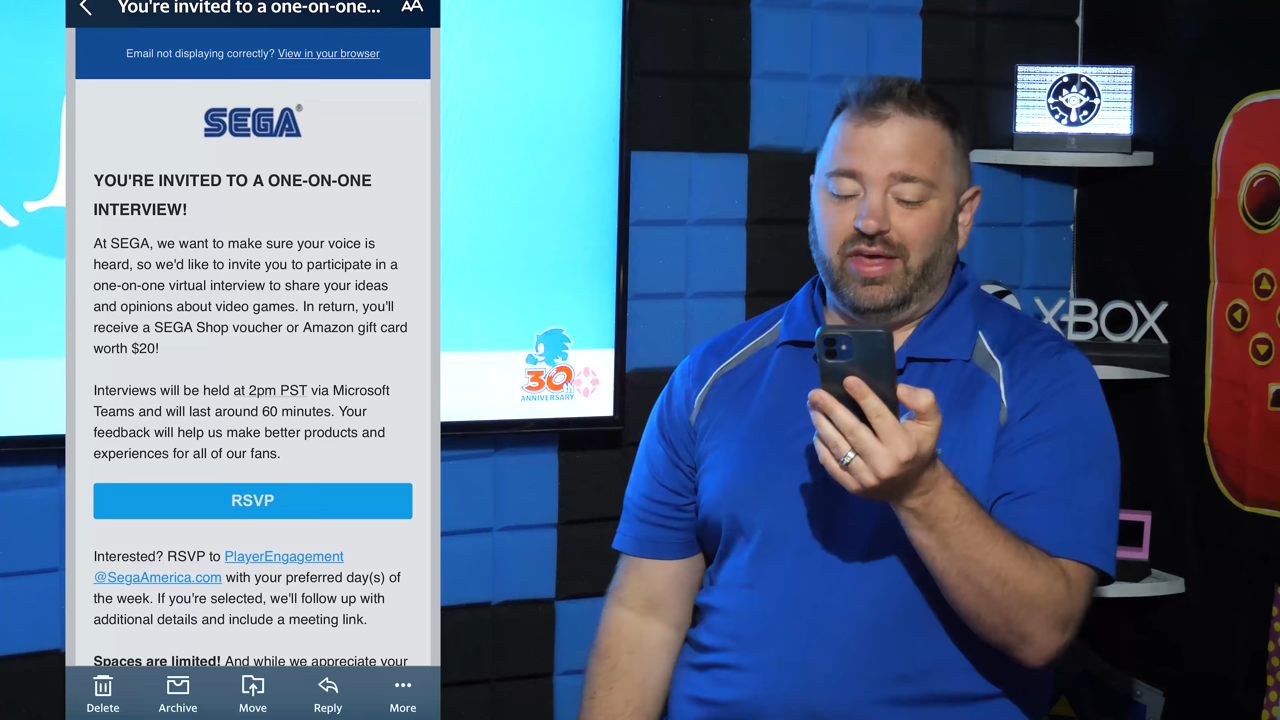 You're invited to a one-on-one...
AA
Email not displaying correctly? View in your browser
SEGA®
YOU'RE INVITED TO A ONE-ON-ONE
INTERVIEW!
At SEGA, we want to make sure your voice is
heard, so we'd like to invite you to participate in a
one-on-one virtual interview to share your ideas
and opinions about video games. In return, you'll
receive a SEGA Shop voucher or Amazon gift card
worth $20!
Interviews will be held at 2pm PST via Microsoft
Teams and will last around 60 minutes. Your
feedback will help us make better products and
experiences for all of our fans.
RSVP
Interested? RSVP to PlayerEngagement
@SegaAmerica.com with your preferred day(s) of
the week. If you're selected, we'll follow up with
additional details and include a meeting link.
Spaces are limited! And while we appreciate your
Delete
Archive
Move
Reply
More
30TH
ANNIVERSARY
XBOX